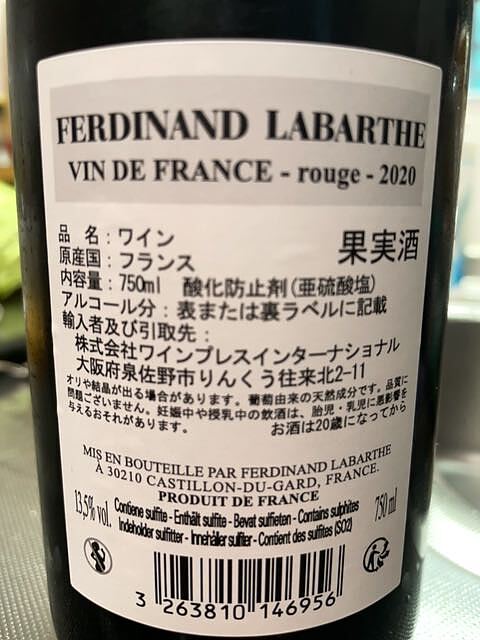 FERDINAND LABARTHE
VIN DE FRANCE - rouge - 2020
品 名：ワイン
果実酒
原産国：フランス
内容量：750ml 酸化防止剤(亜硫酸塩)
アルコール分：表または裏ラベルに記載
輸入者及び引取先：
株式会社ワインプレスインターナショナル
大阪府泉佐野市りんくう往来北2-11
オリや結晶が出る場合があります。葡萄由来の天然成分です。品質に
問題ございません。妊娠中や授乳中の飲酒は、胎児・乳児に悪影響を
与えるおそれがあります。 お酒は20歳になってから
MIS EN BOUTEILLE PAR FERDINAND LABARTHE
À 30210 CASTILLON-DU-GARD, FRANCE.
PRODUIT DE FRANCE
13,5% vol.
Contiene sulfite - Enthält sulfite - Bevat sulfieten - Contains sulphites
Indeholder sulfitter - Innehåller sulfiter - Contient des sulfites (SO2)
750 ml
3 263810 146956